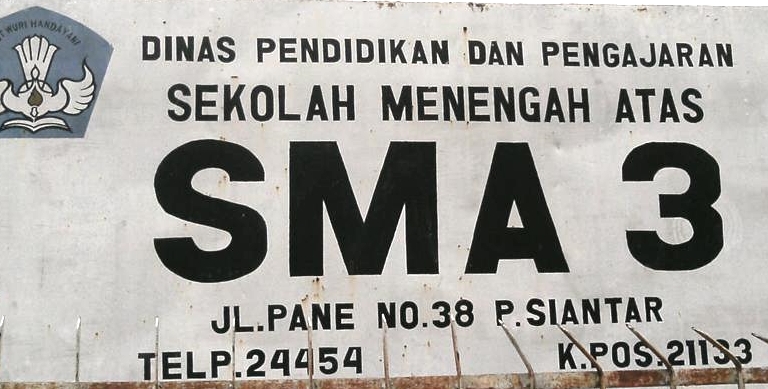 T WURI HANDAYANI
DINAS PENDIDIKAN DAN PENGAJARAN
SEKOLAH MENENGAH ATAS
SMA 3
JL.PANE NO.38 P.SIANTAR
TELP.24454 K.POS.21133